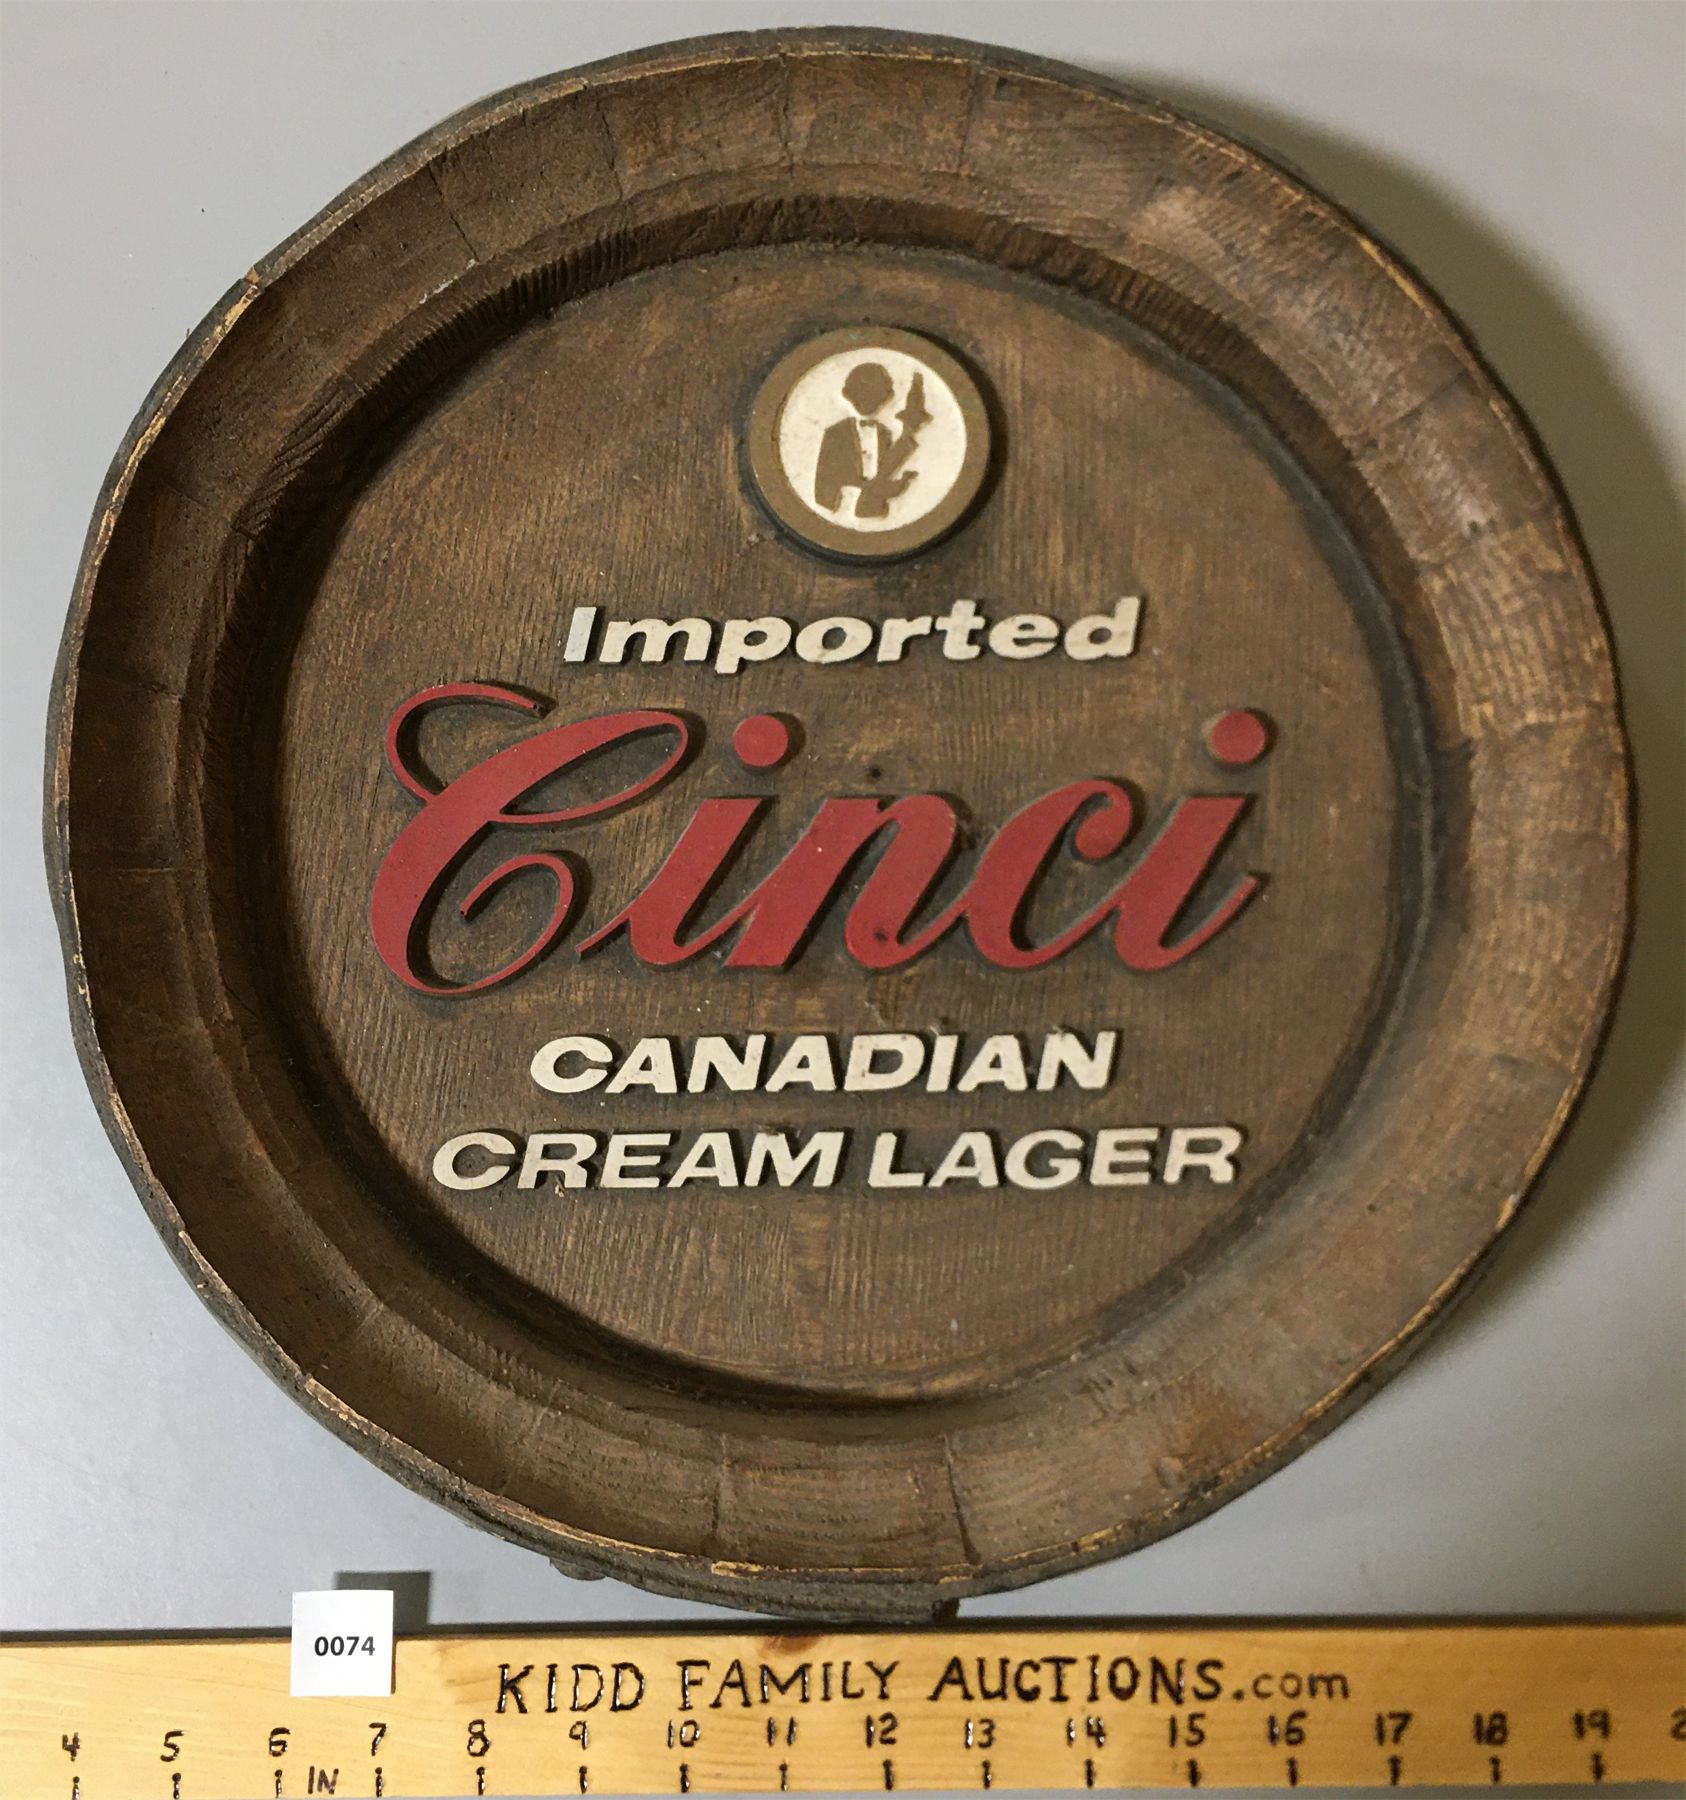 Imported
Cinci
CANADIAN
CREAM LAGER
0074
KIDD FAMILY AUCTIONS.com
4 5 6 7 8 9 10 11 12 13 14 15 16 17 18 19
IN